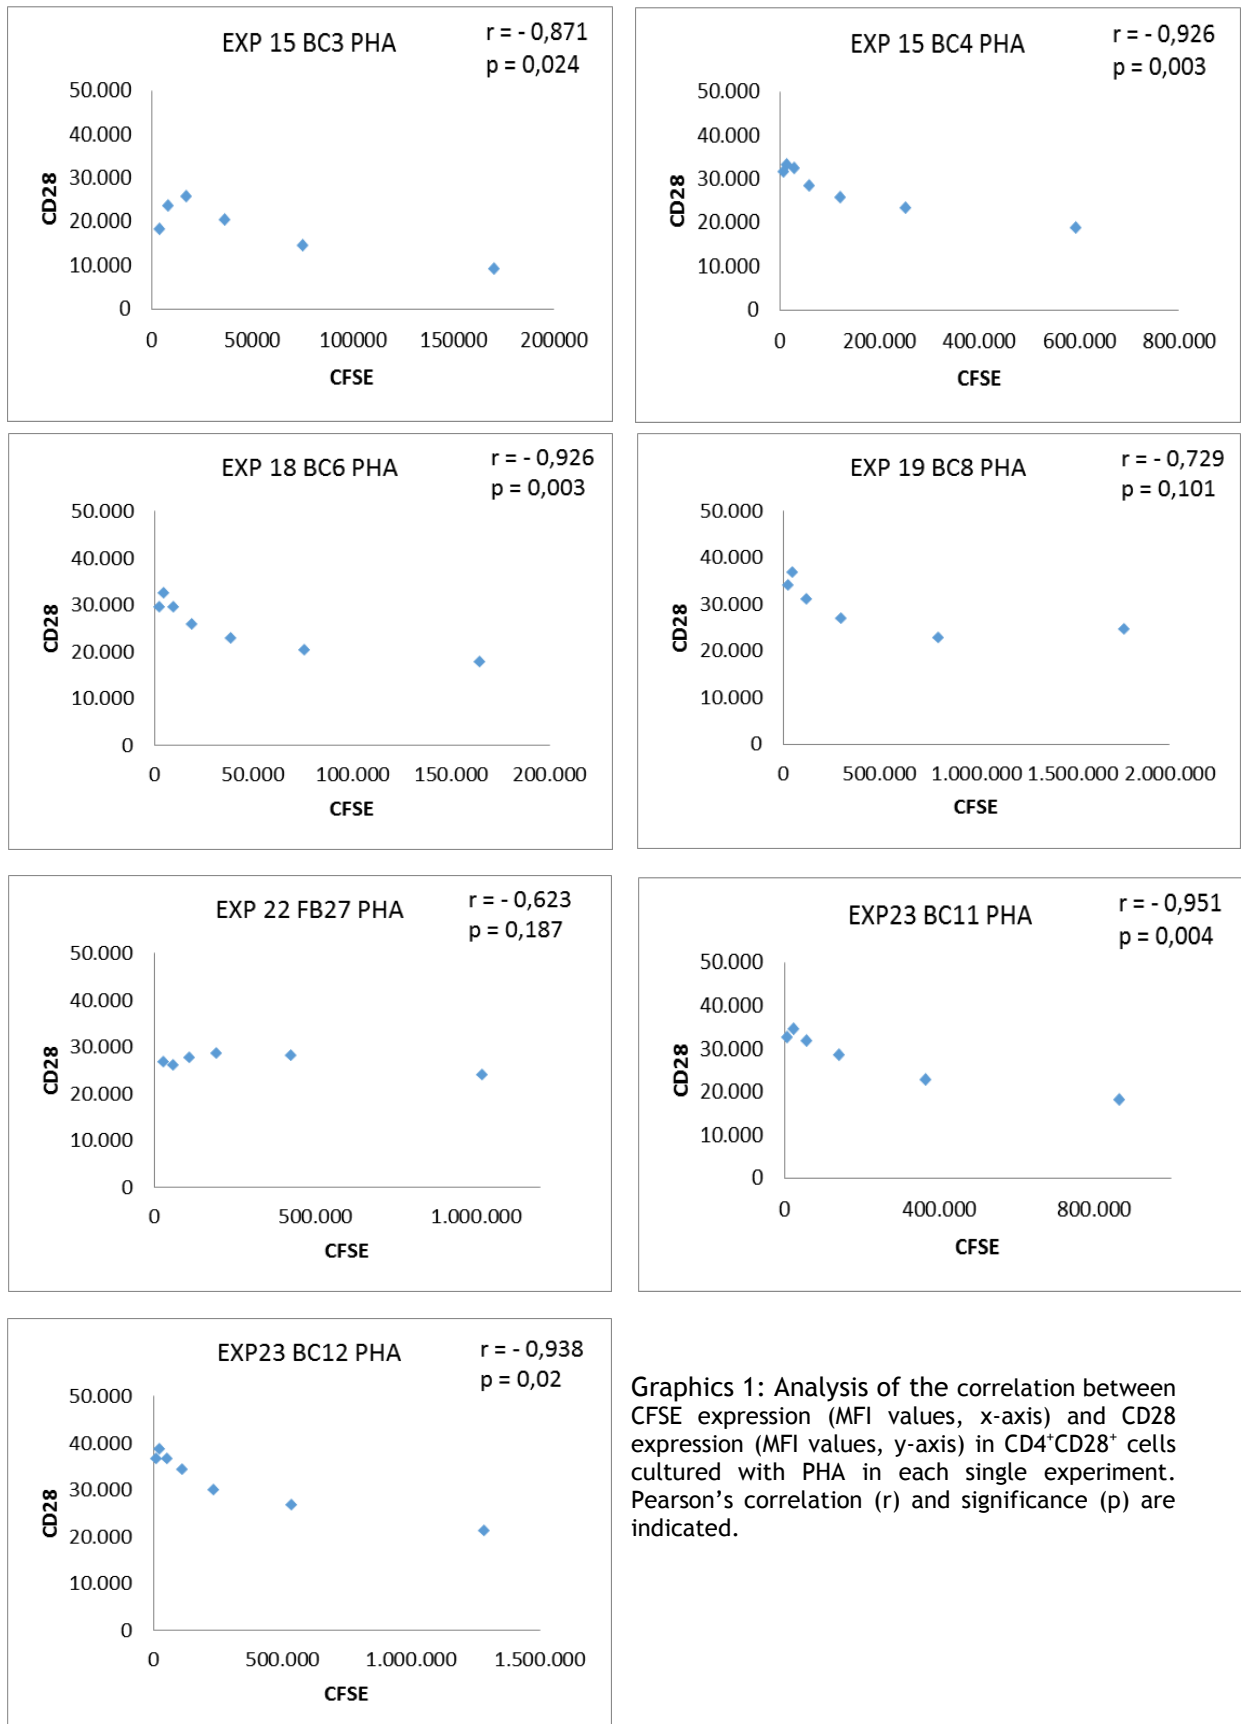 EXP 15 BC3 PHA
r = - 0,871
p = 0,024
50.000
40.000
30.000
20.000
10.000
0
CD28
0 50000 100000 150000 200000
CFSE
EXP 15 BC4 PHA
r = - 0,926
p = 0,003
50.000
40.000
30.000
20.000
10.000
0
CD28
0 200.000 400.000 600.000 800.000
CFSE
EXP 18 BC6 PHA
r = - 0,926
p = 0,003
50.000
40.000
30.000
20.000
10.000
0
CD28
0 50.000 100.000 150.000 200.000
CFSE
EXP 19 BC8 PHA
r = - 0,729
p = 0,101
50.000
40.000
30.000
20.000
10.000
0
CD28
0 500.000 1.000.000 1.500.000 2.000.000
CFSE
EXP 22 FB27 PHA
r = - 0,623
p = 0,187
50.000
40.000
30.000
20.000
10.000
0
CD28
0 500.000 1.000.000
CFSE
EXP23 BC11 PHA
r = - 0,951
p = 0,004
50.000
40.000
30.000
20.000
10.000
0
CD28
0 400.000 800.000
CFSE
EXP23 BC12 PHA
r = - 0,938
p = 0,02
50.000
40.000
30.000
20.000
10.000
0
CD28
0 500.000 1.000.000 1.500.000
CFSE
Graphics 1: Analysis of the correlation between
CFSE expression (MFI values, x-axis) and CD28
expression (MFI values, y-axis) in CD4⁺CD28⁺ cells
cultured with PHA in each single experiment.
Pearson's correlation (r) and significance (p) are
indicated.